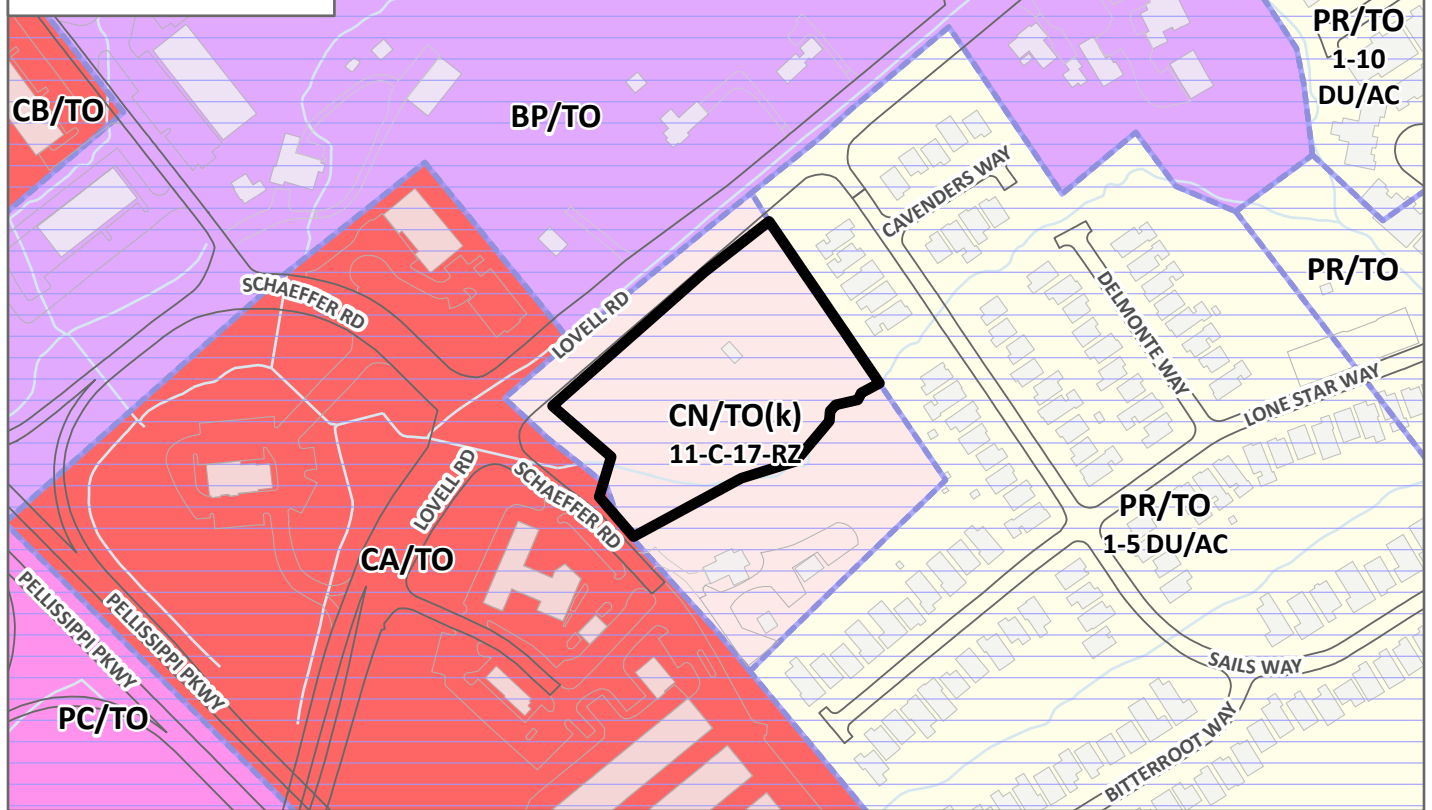 PR/TO
1-10
DU/AC
CB/TO
BP/TO
CAVENDERS WAY
PR/TO
SCHAEFFER RD
LOVELL RD
DELMONTE WAY
LONE STAR WAY
CN/TO(k)
11-C-17-RZ
LOVELL RD
SCHAEFFER RD
PR/TO
1-5 DU/AC
CA/TO
PELLISSIPPI PKWY
PELLISSIPPI PKWY
SAILS WAY
PC/TO
BITTERROOT WAY